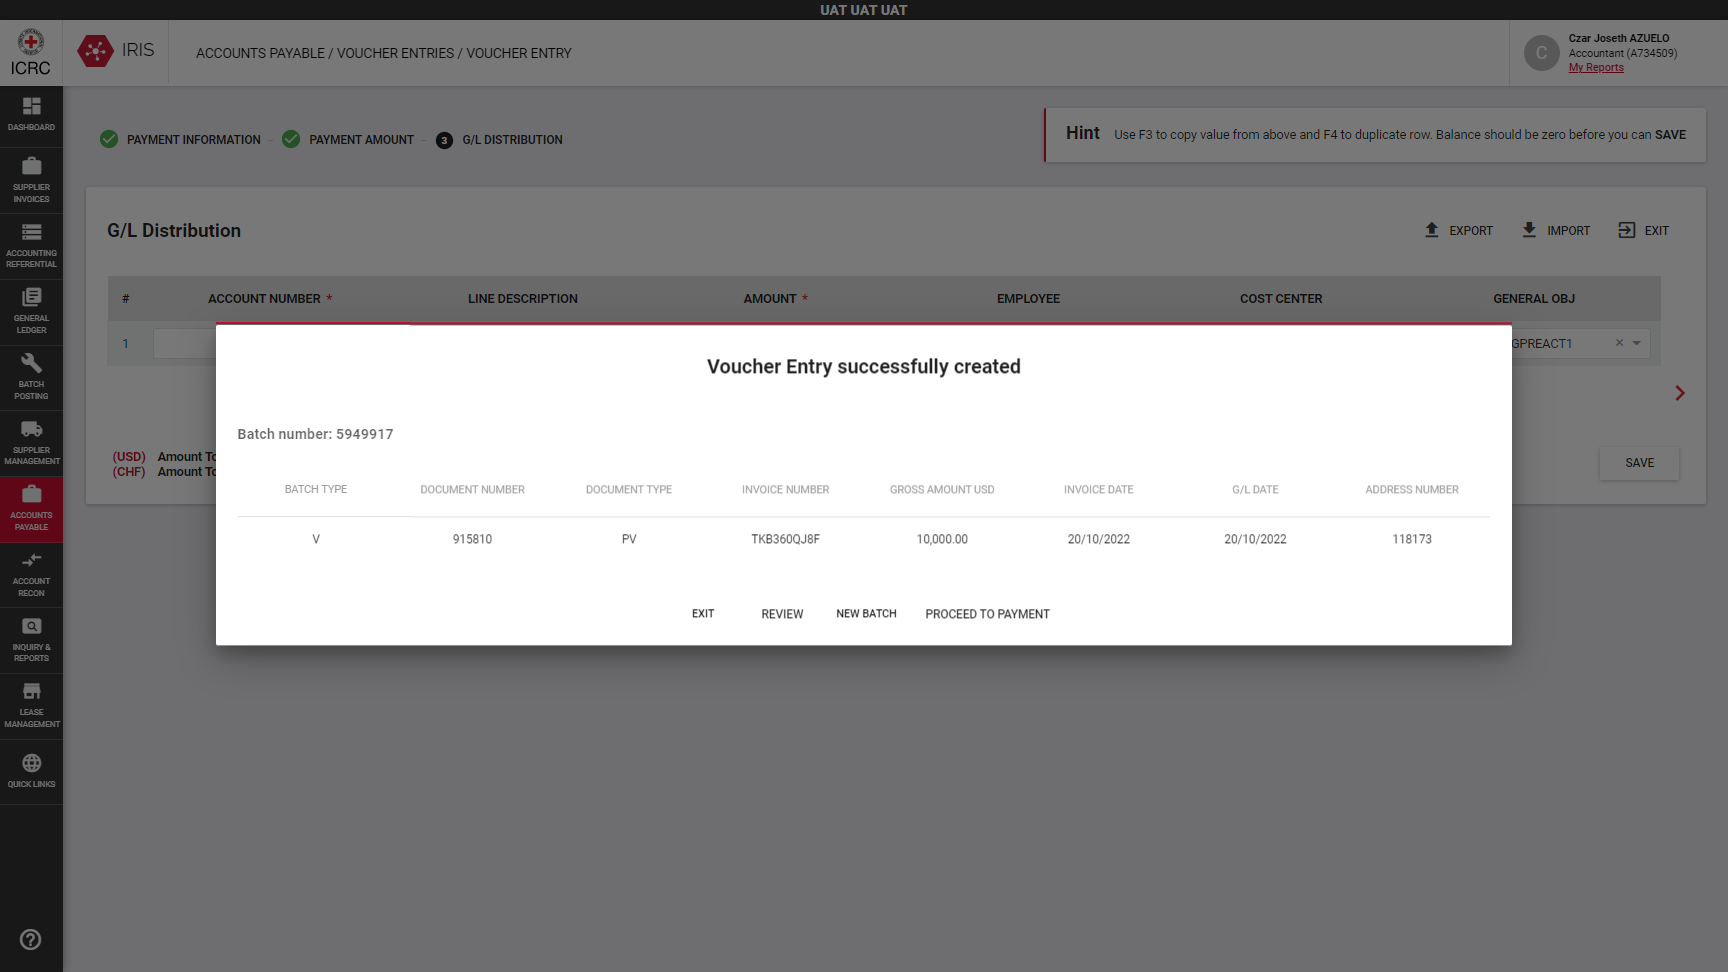 UAT UAT UAT
ICRC
IRIS
ACCOUNTS PAYABLE / VOUCHER ENTRIES / VOUCHER ENTRY
C
Czar Joseth AZUELO
Accountant (A734509)
My Reports
DASHBOARD
SUPPLIER
INVOICES
ACCOUNTING
REFERENTIAL
GENERAL
LEDGER
BATCH
POSTING
SUPPLIER
MANAGEMENT
ACCOUNTS
PAYABLE
ACCOUNT
RECON
INQUIRY &
REPORTS
LEASE
MANAGEMENT
QUICK LINKS
PAYMENT INFORMATION - PAYMENT AMOUNT - 3 G/L DISTRIBUTION
Hint Use F3 to copy value from above and F4 to duplicate row. Balance should be zero before you can SAVE
G/L Distribution
EXPORT IMPORT EXIT
# ACCOUNT NUMBER * LINE DESCRIPTION AMOUNT * EMPLOYEE COST CENTER GENERAL OBJ
1 GPREACT1 ×
(USD) Amount To
(CHF) Amount To
SAVE
Voucher Entry successfully created
Batch number: 5949917
BATCH TYPE DOCUMENT NUMBER DOCUMENT TYPE INVOICE NUMBER GROSS AMOUNT USD INVOICE DATE G/L DATE ADDRESS NUMBER
V 915810 PV TKB360QJ8F 10,000.00 20/10/2022 20/10/2022 118173
EXIT REVIEW NEW BATCH PROCEED TO PAYMENT